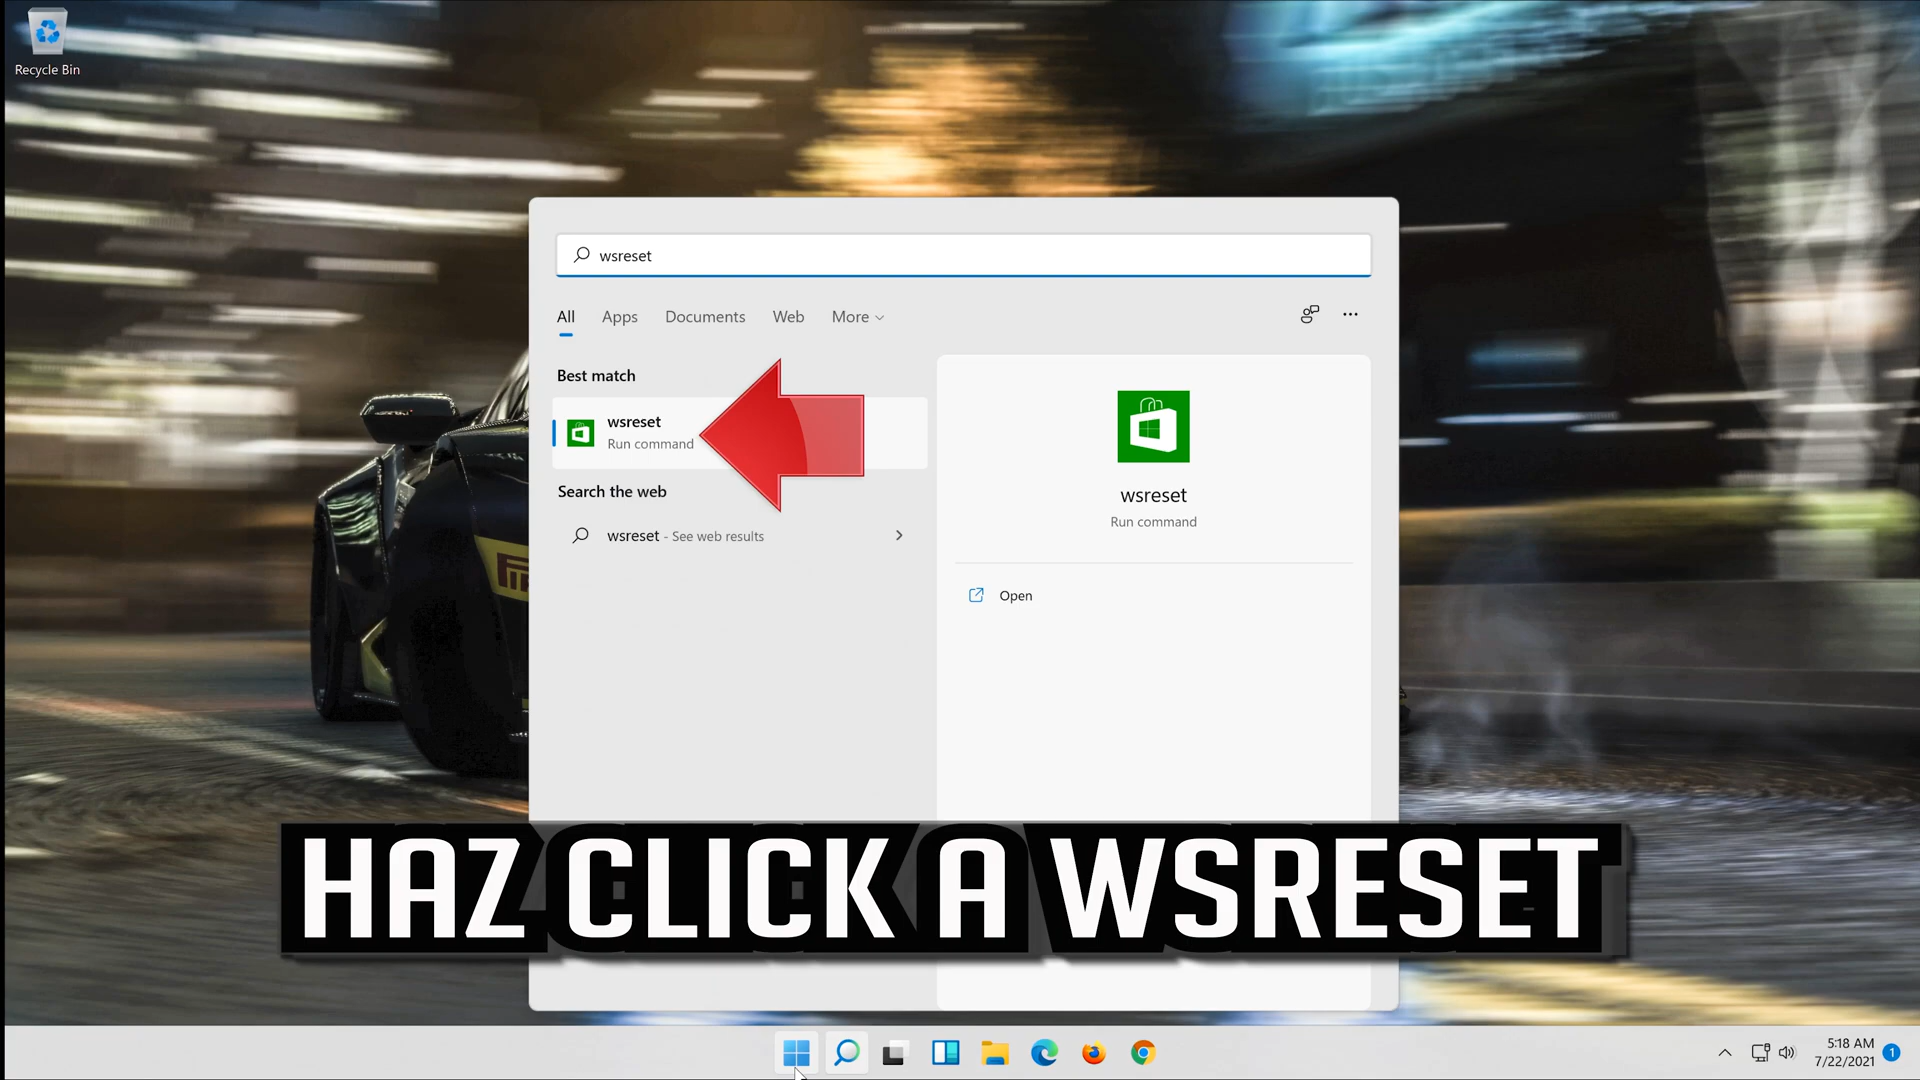 Recycle Bin
wsreset
All Apps Documents Web More
Best match
wsreset
Run command
Search the web
wsreset - See web results
wsreset
Run command
Open
HAZ CLICK A WSRESET
5:18 AM
7/22/2021
1